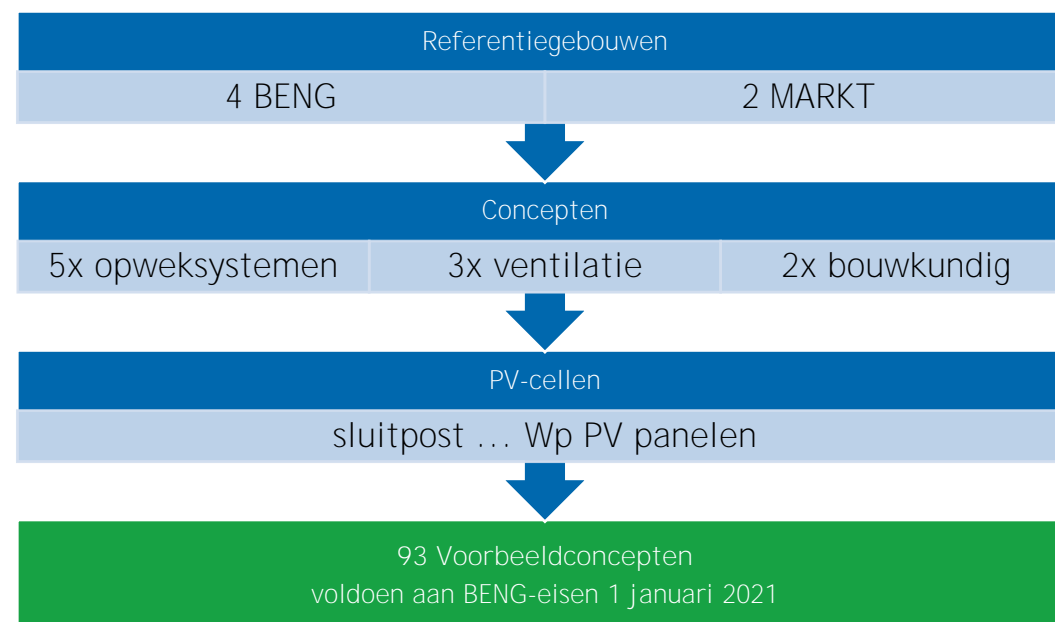 Referentiegebouwen
4 BENG
2 MARKT
Concepten
5x opweksystemen
3x ventilatie
2x bouwkundig
PV-cellen
sluitpost ... Wp PV panelen
93 Voorbeeldconcepten
voldoen aan BENG-eisen 1 januari 2021